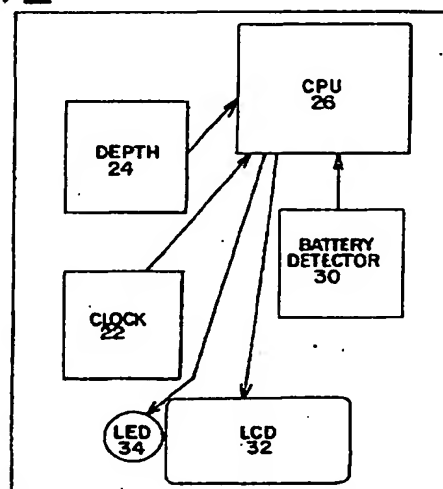 CPU
26
DEPTH
24
BATTERY
DETECTOR
30
CLOCK
22
LED
34
LCD
32